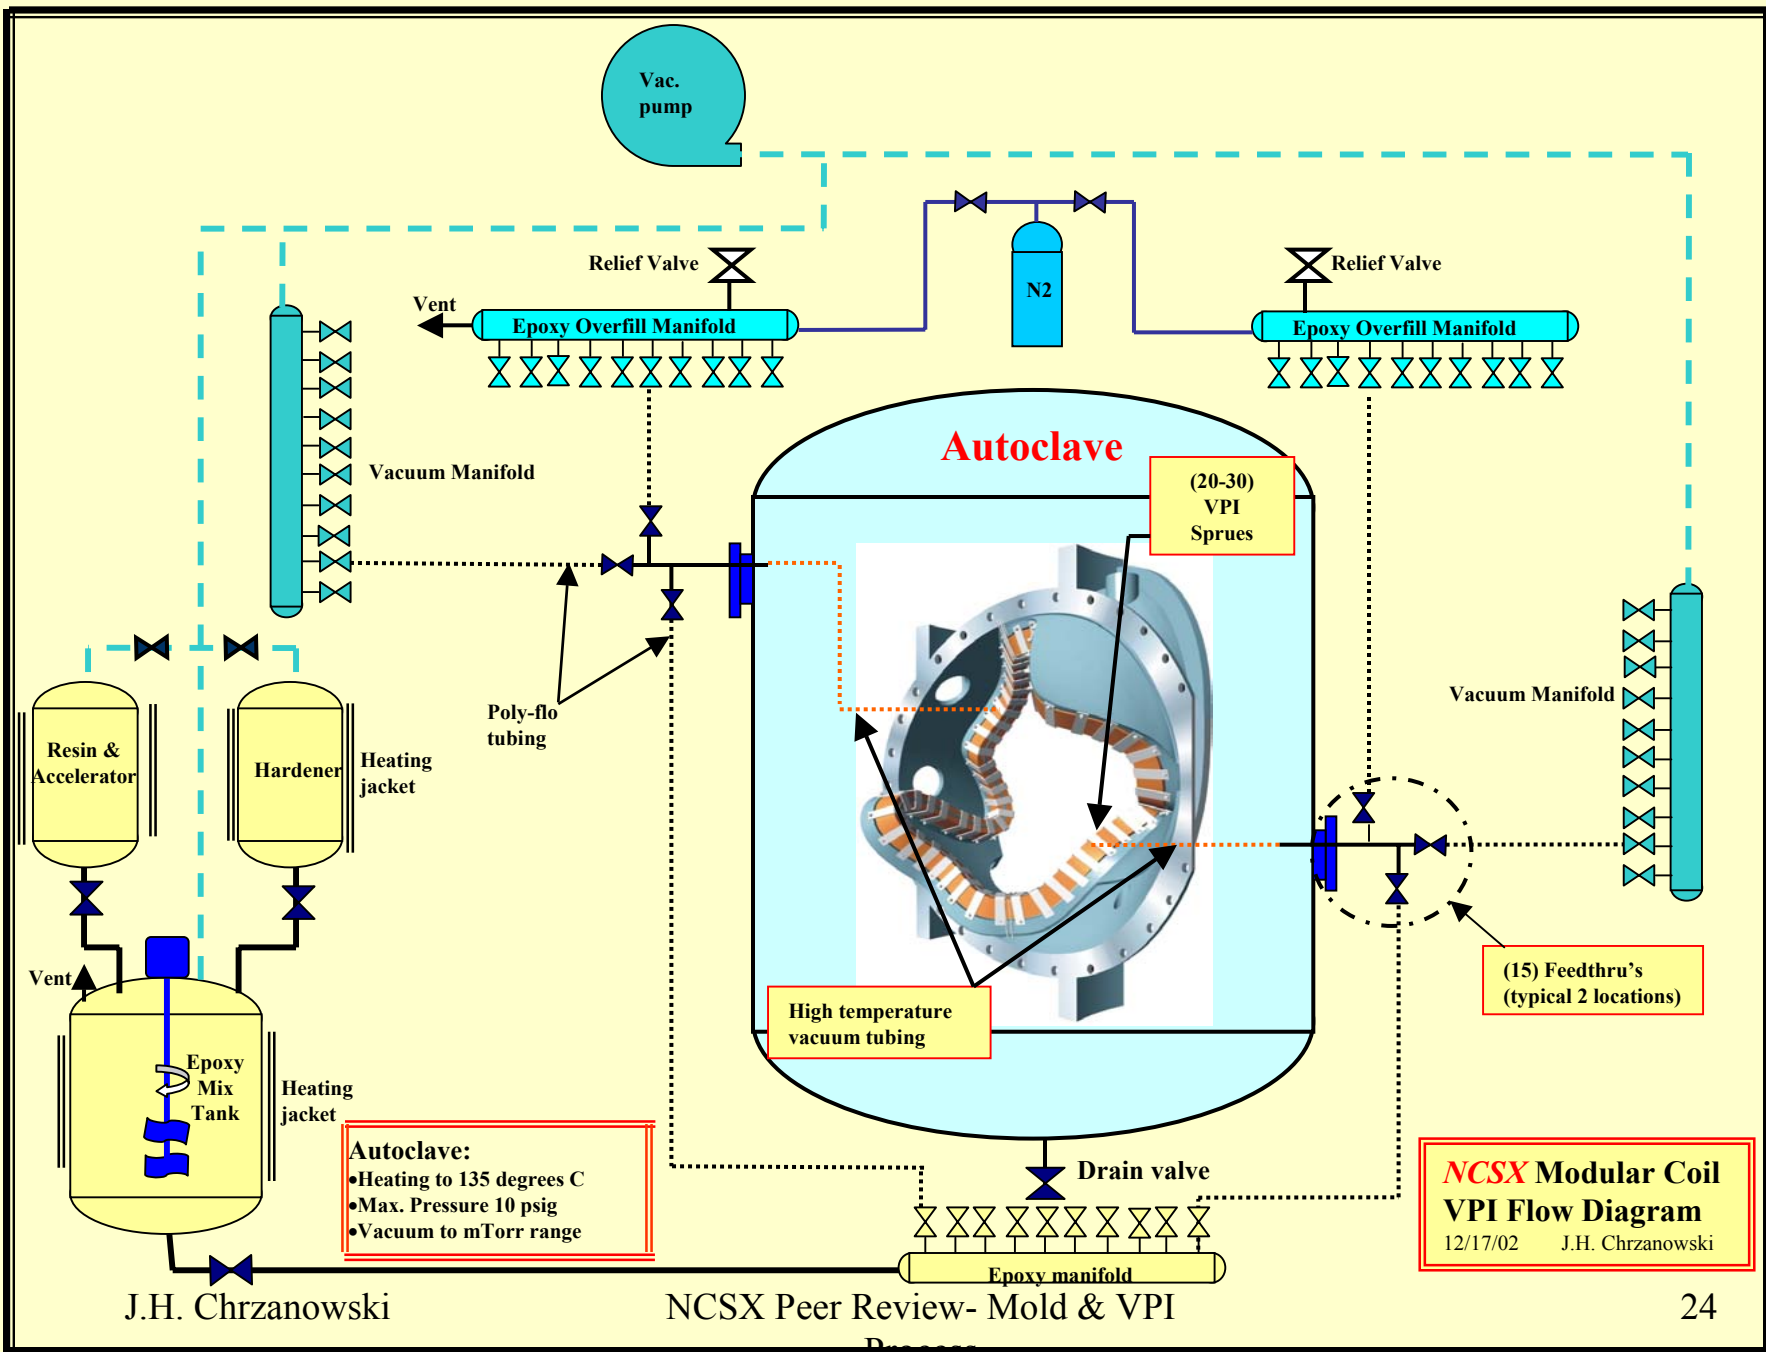 Vac.
pump
Relief Valve
N2
Relief Valve
Vent
Epoxy Overfill Manifold
Epoxy Overfill Manifold
Autoclave
Vacuum Manifold
(20-30)
VPI
Sprues
Poly-flo
tubing
Vacuum Manifold
Resin &
Accelerator
Hardener
Heating
jacket
Vent
(15) Feedthru's
(typical 2 locations)
High temperature
vacuum tubing
Epoxy
Mix
Tank
Heating
jacket
Autoclave:
•Heating to 135 degrees C
•Max. Pressure 10 psig
•Vacuum to mTorr range
Drain valve
Epoxy manifold
NCSX Modular Coil
VPI Flow Diagram
12/17/02 J.H. Chrzanowski
J.H. Chrzanowski
NCSX Peer Review- Mold & VPI
Process
24